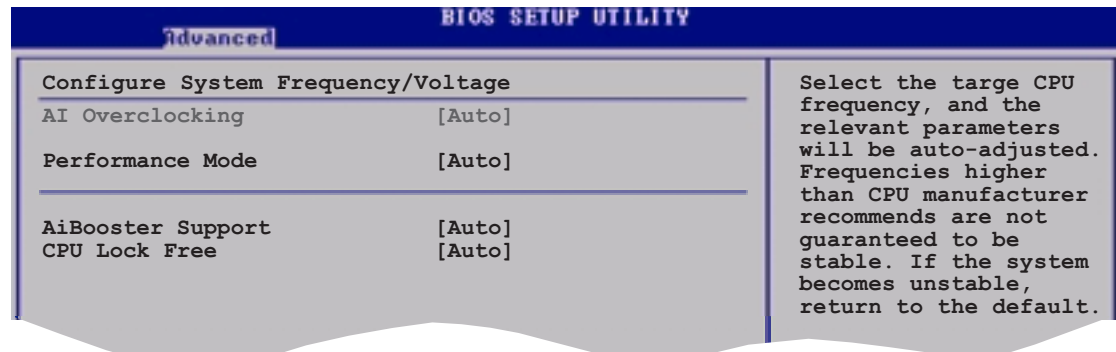 BIOS SETUP UTILITY
Advanced
Configure System Frequency/Voltage
AI Overclocking [Auto]
Performance Mode [Auto]
AiBooster Support [Auto]
CPU Lock Free [Auto]
Select the targe CPU
frequency, and the
relevant parameters
will be auto-adjusted.
Frequencies higher
than CPU manufacturer
recommends are not
guaranteed to be
stable. If the system
becomes unstable,
return to the default.